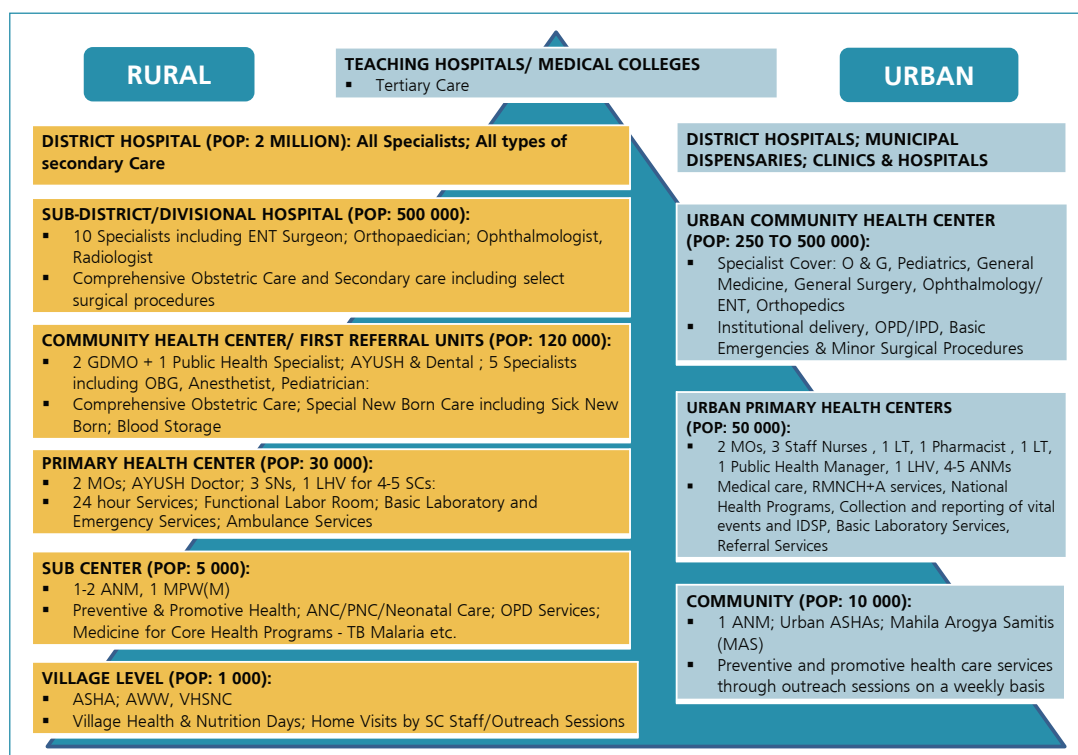 RURAL
TEACHING HOSPITALS/ MEDICAL COLLEGES
▪ Tertiary Care
URBAN
DISTRICT HOSPITAL (POP: 2 MILLION): All Specialists; All types of
secondary Care
SUB-DISTRICT/DIVISIONAL HOSPITAL (POP: 500 000):
▪ 10 Specialists including ENT Surgeon; Orthopaedician; Ophthalmologist,
Radiologist
▪ Comprehensive Obstetric Care and Secondary care including select
surgical procedures
COMMUNITY HEALTH CENTER/ FIRST REFERRAL UNITS (POP: 120 000):
▪ 2 GDMO + 1 Public Health Specialist; AYUSH & Dental ; 5 Specialists
including OBG, Anesthetist, Pediatrician:
▪ Comprehensive Obstetric Care; Special New Born Care including Sick New
Born; Blood Storage
PRIMARY HEALTH CENTER (POP: 30 000):
▪ 2 MOs; AYUSH Doctor; 3 SNs, 1 LHV for 4-5 SCs:
▪ 24 hour Services; Functional Labor Room; Basic Laboratory and
Emergency Services; Ambulance Services
SUB CENTER (POP: 5 000)
▪ 1-2 ANM, 1 MPW(M)
▪ Preventive & Promotive Health; ANC/PNC/Neonatal Care; OPD Services;
Medicine for Core Health Programs - TB Malaria etc.
VILLAGE LEVEL (POP: 1 000):
▪ ASHA; AWW, VHSNC
▪ Village Health & Nutrition Days; Home Visits by SC Staff/Outreach Sessions
DISTRICT HOSPITALS; MUNICIPAL
DISPENSARIES; CLINICS & HOSPITALS
URBAN COMMUNITY HEALTH CENTER
(POP: 250 TO 500 000):
▪ Specialist Cover: O & G, Pediatrics, General
Medicine, General Surgery, Ophthalmology/
ENT, Orthopedics
▪ Institutional delivery, OPD/IPD, Basic
Emergencies & Minor Surgical Procedures
URBAN PRIMARY HEALTH CENTERS
(POP: 50 000):
▪ 2 MOs, 3 Staff Nurses , 1 LT, 1 Pharmacist , 1 LT,
1 Public Health Manager, 1 LHV, 4-5 ANMs
▪ Medical care, RMNCH+A services, National
Health Programs, Collection and reporting of vital
events and IDSP, Basic Laboratory Services,
Referral Services
COMMUNITY (POP: 10 000):
▪ 1 ANM; Urban ASHAs; Mahila Arogya Samitis
(MAS)
▪ Preventive and promotive health care services
through outreach sessions on a weekly basis